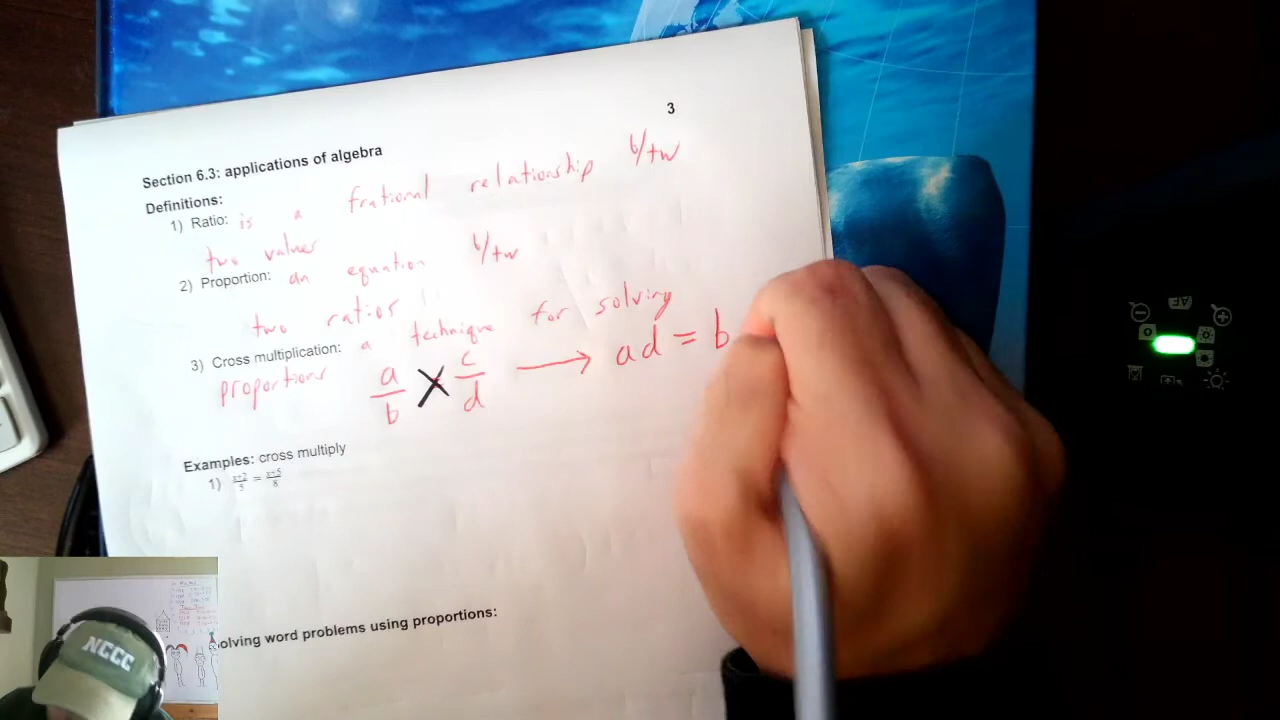 3
Section 6.3: applications of algebra
Definitions:
1) Ratio: is a frational relationship b/tw
two values
2) Proportion: an equation b/tw
two ratios
3) Cross multiplication: a technique for solving
proportions a/b c/d → ad = b
Examples: cross multiply
1)
olving word problems using proportions:
NCCC
AF